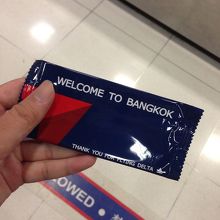 WELCOME TO BANGKOK
THANK YOU FOR FLYING DELTA
OWED